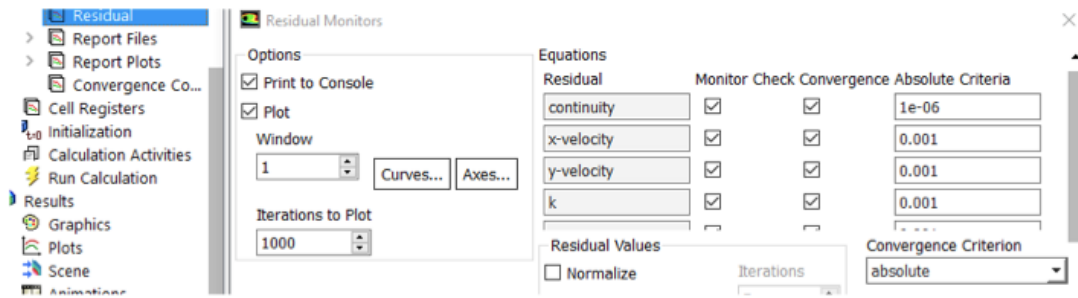 Residual
Report Files
Report Plots
Convergence Co...
Cell Registers
t=0 Initialization
Calculation Activities
Run Calculation
Results
Graphics
Plots
Scene
Animations
Residual Monitors
Options
Print to Console
Plot
Window
1
Curves...
Axes...
Iterations to Plot
1000
Equations
Residual Monitor Check Convergence Absolute Criteria
continuity 1e-06
x-velocity 0.001
y-velocity 0.001
k 0.001
Residual Values
Normalize
Iterations
Convergence Criterion
absolute